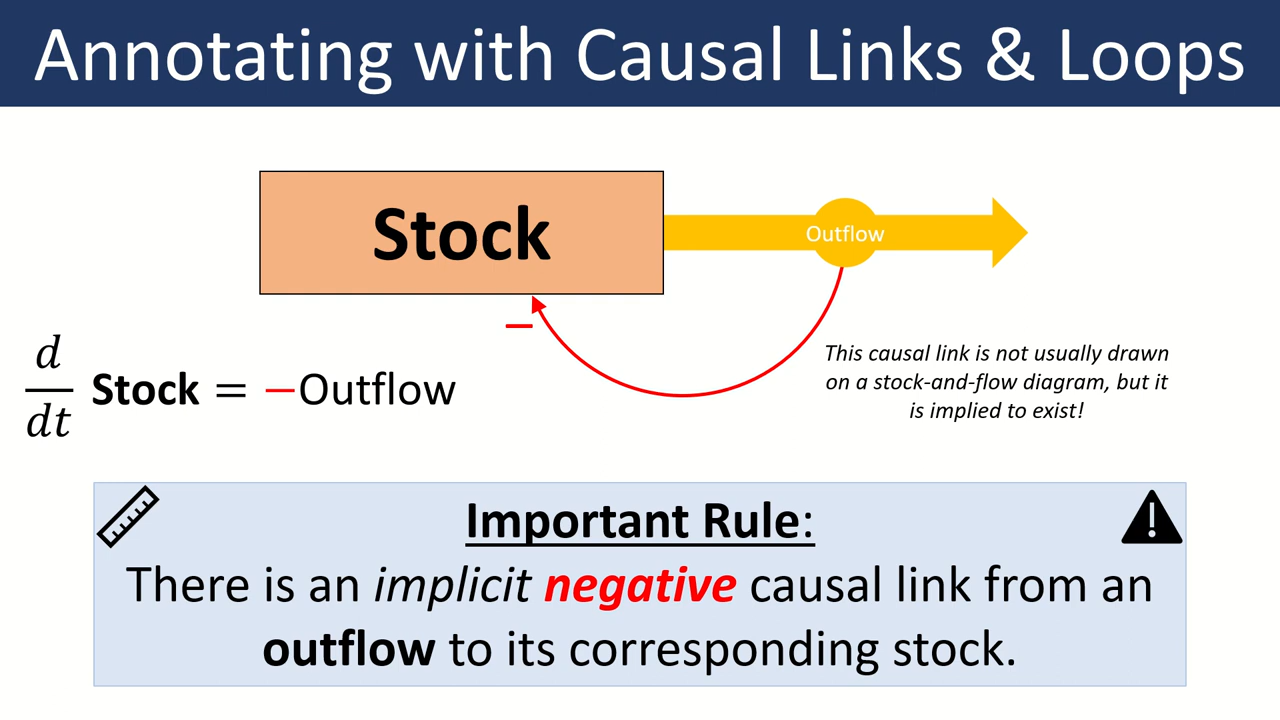 Annotating with Causal Links & Loops
Stock
Outflow
–
d
dt
Stock = −Outflow
This causal link is not usually drawn
on a stock-and-flow diagram, but it
is implied to exist!
Important Rule:
There is an implicit negative causal link from an
outflow to its corresponding stock.